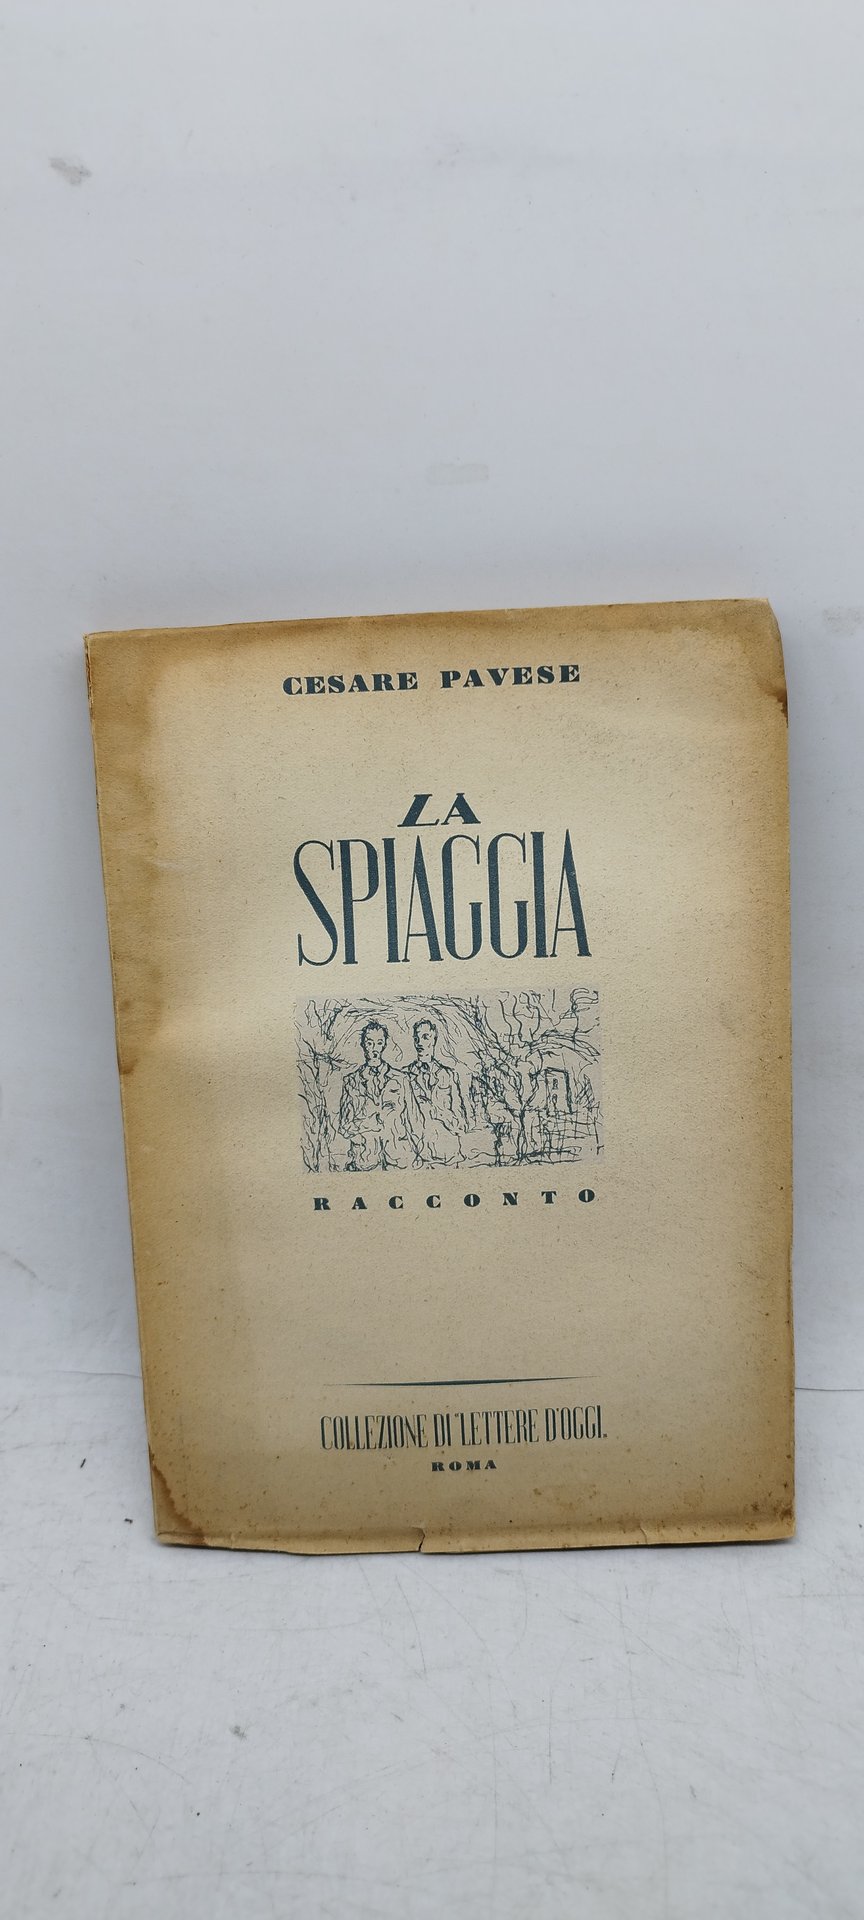 CESARE PAVESE
LA
SPIAGGIA
RACCONTO
COLLEZIONE DI "LETTERE D'OGGI„
ROMA